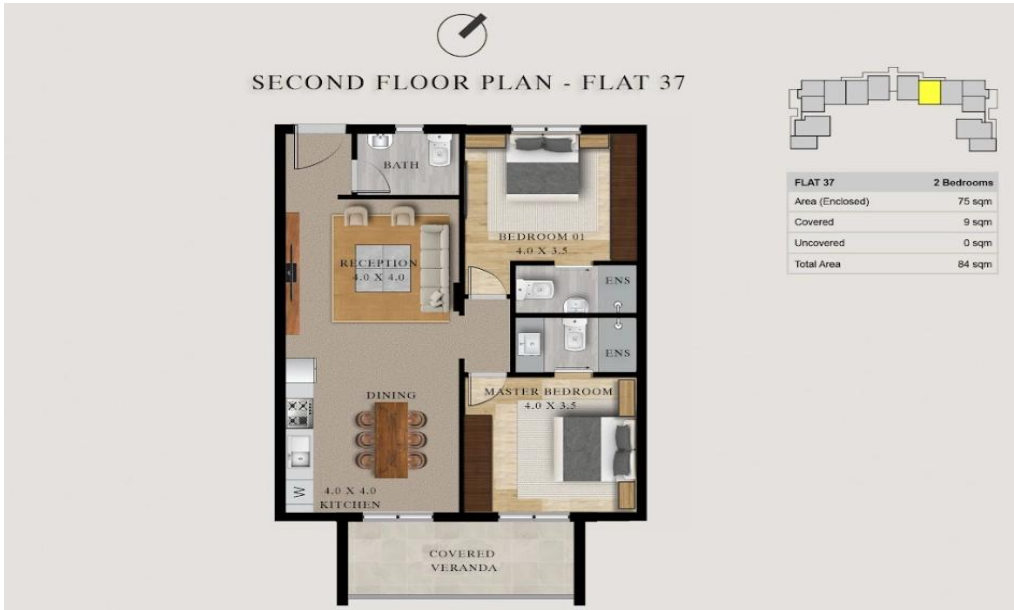 SECOND FLOOR PLAN - FLAT 37
FLAT 37 2 Bedrooms
Area (Enclosed) 75 sqm
Covered 9 sqm
Uncovered 0 sqm
Total Area 84 sqm
BATH
BEDROOM 01
4.0 X 3.5
RECEPTION
4.0 X 4.0
ENS
ENS
DINING
MASTER BEDROOM
4.0 X 3.5
W
4.0 X 4.0
KITCHEN
COVERED
VERANDA